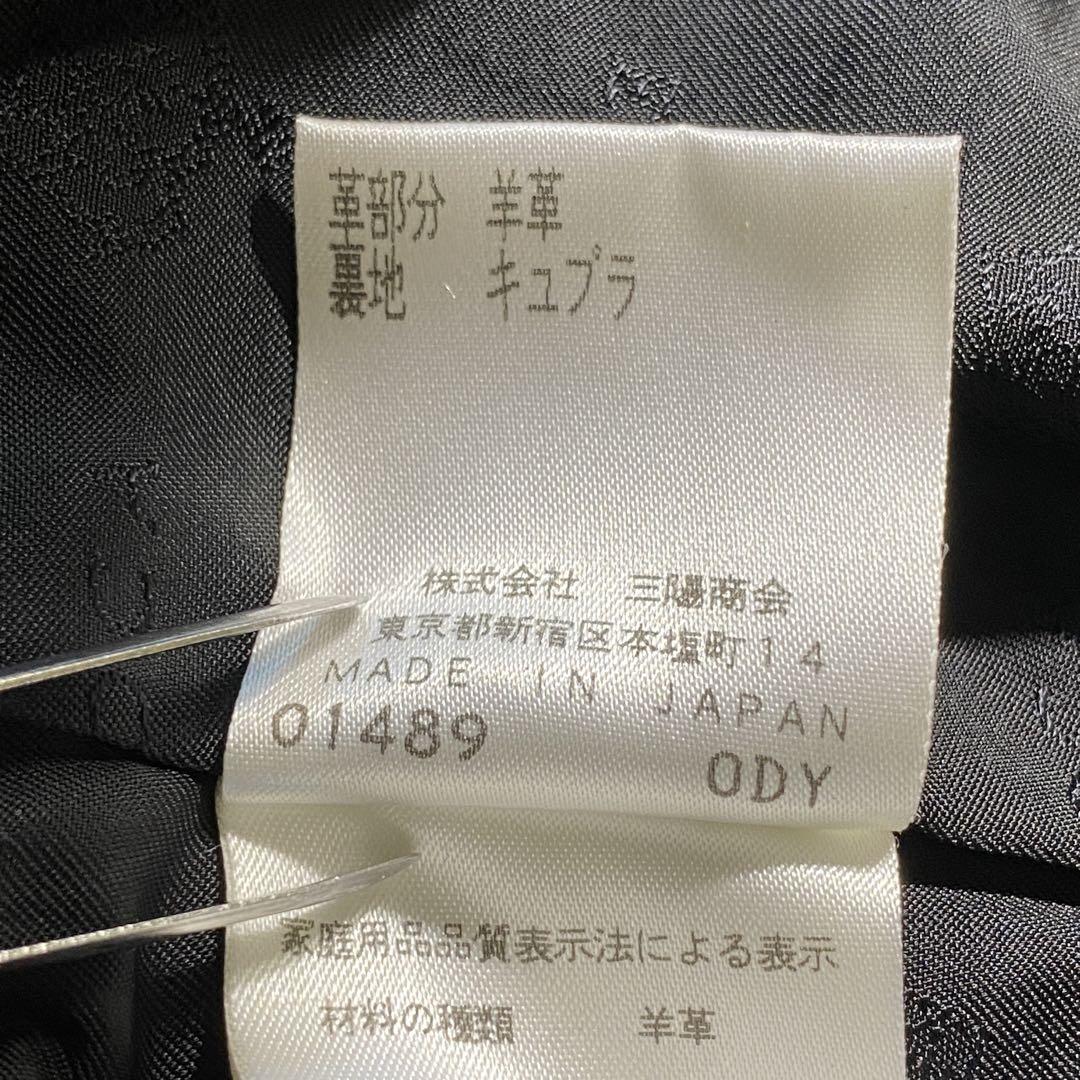 革部分　羊革
裏地　キュプラ
株式会社　三陽商会
東京都新宿区本塩町14
MADE IN JAPAN
01489
ODY
家庭用品品質表示法による表示
材料の種類　羊革